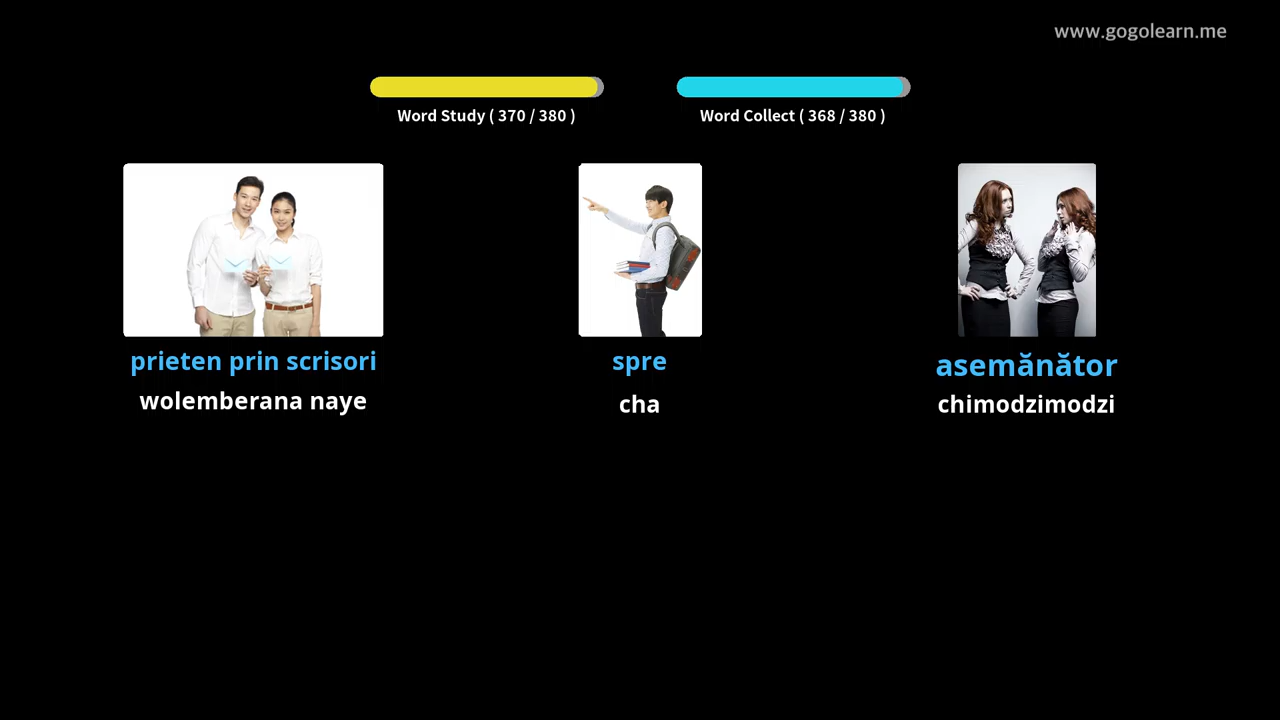 www.gogolearn.me
Word Study ( 370 / 380 )
Word Collect ( 368 / 380 )
prieten prin scrisori
wolemberana naye
spre
cha
asemănător
chimodzimodzi